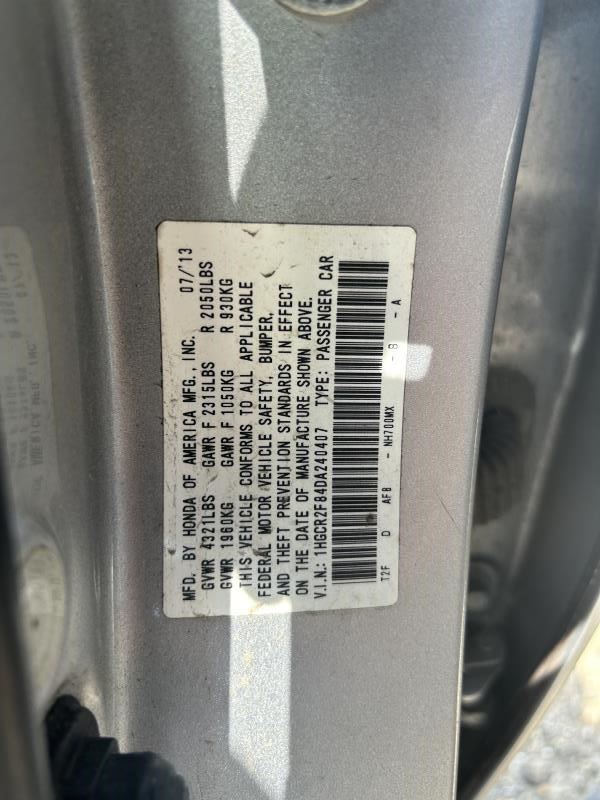 MFD. BY HONDA OF AMERICA MFG., INC. 07/'13
GVWR 4321LBS GAWR F 2315LBS R 2050LBS
GVWR 1960KG GAWR F 1050KG R 930KG
THIS VEHICLE CONFORMS TO ALL APPLICABLE
FEDERAL MOTOR VEHICLE SAFETY, BUMPER,
AND THEFT PREVENTION STANDARDS IN EFFECT
ON THE DATE OF MANUFACTURE SHOWN ABOVE.
V.I.N.: 1HGCR2F84DA240407 TYPE: PASSENGER CAR
T2F D AF8 - NH700MX - B - A